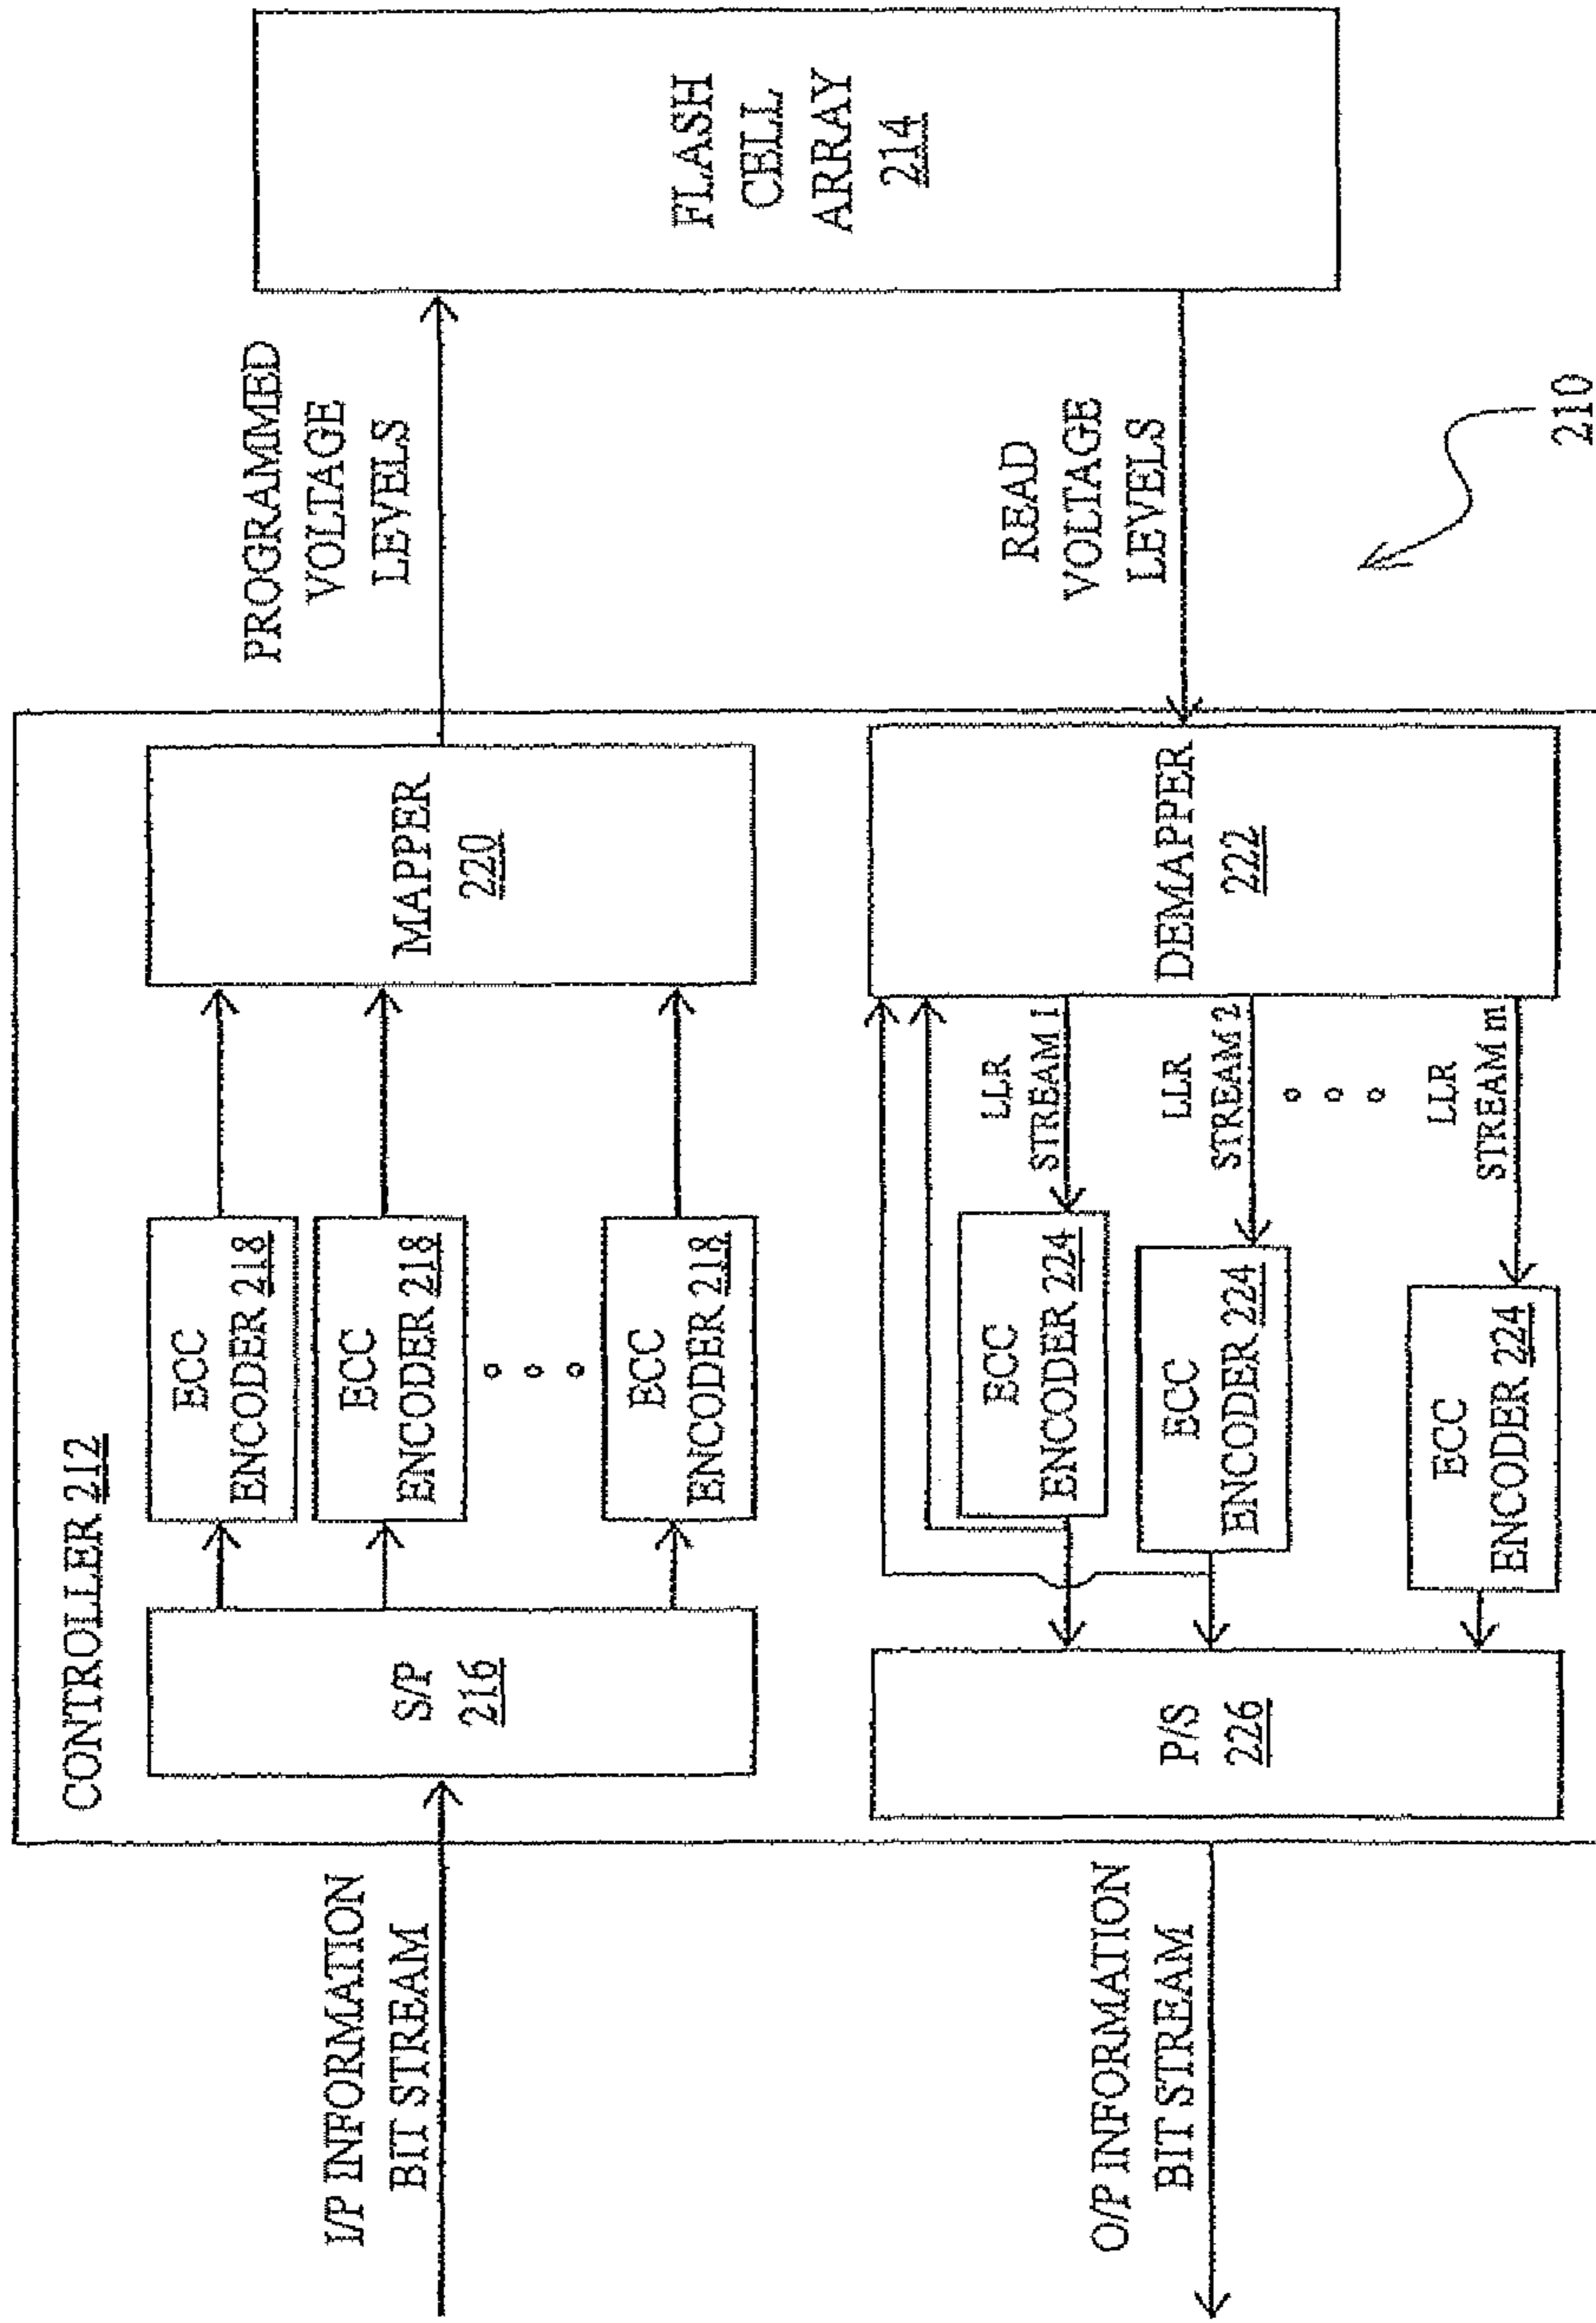 CONTROLLER 212
I/P INFORMATION
BIT STREAM
S/P
216
ECC
ENCODER 218
ECC
ENCODER 218
ECC
ENCODER 218
MAPPER
220
PROGRAMMED
VOLTAGE
LEVELS
FLASH
CELL
ARRAY
214
READ
VOLTAGE
LEVELS
DEMAPPER
222
LLR
STREAM 1
LLR
STREAM 2
LLR
STREAM m
ECC
ENCODER 224
ECC
ENCODER 224
ECC
ENCODER 224
P/S
226
O/P INFORMATION
BIT STREAM
210